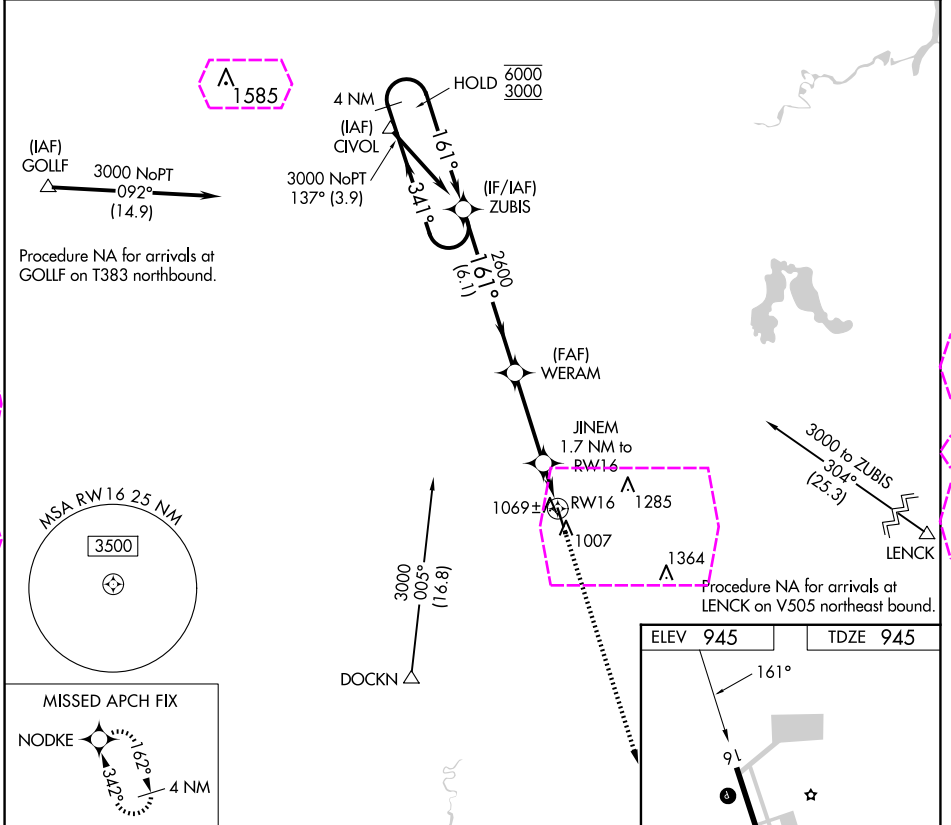 1585
HOLD 6000
3000
4 NM
(IAF)
CIVOL
161°
(IAF)
GOLLF
3000 NoPT
092°
(14.9)
3000 NoPT
137° (3.9)
341°
(IF/IAF)
ZUBIS
Procedure NA for arrivals at
GOLLF on T383 northbound.
2600
161°
(6.1)
(FAF)
WERAM
JINEM
1.7 NM to
RW16
3000 to ZUBIS
304°
(25.3)
LENCK
1069±
RW16
1285
1007
1364
MSA RW16 25 NM
3500
3000
005°
(16.8)
DOCKN
Procedure NA for arrivals at
LENCK on V505 northeast bound.
ELEV 945
TDZE 945
161°
16
P
MISSED APCH FIX
NODKE
162°
342°
4 NM